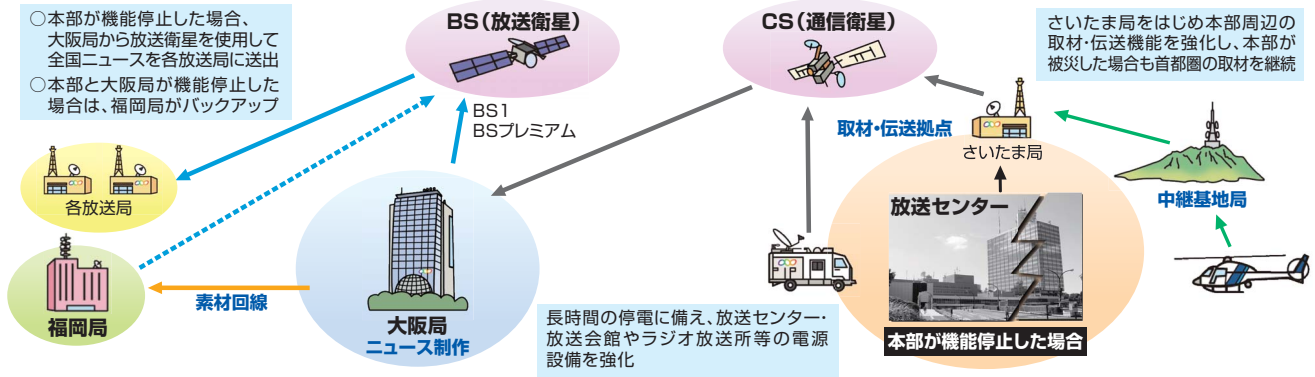 ○本部が機能停止した場合、
大阪局から放送衛星を使用して
全国ニュースを各放送局に送出
○本部と大阪局が機能停止した
場合は、福岡局がバックアップ
BS（放送衛星）
CS（通信衛星）
さいたま局をはじめ本部周辺の
取材・伝送機能を強化し、本部が
被災した場合も首都圏の取材を継続
BS1
BSプレミアム
取材・伝送拠点
さいたま局
各放送局
放送センター
中継基地局
素材回線
福岡局
大阪局
ニュース制作
長時間の停電に備え、放送センター・
放送会館やラジオ放送所等の電源
設備を強化
本部が機能停止した場合